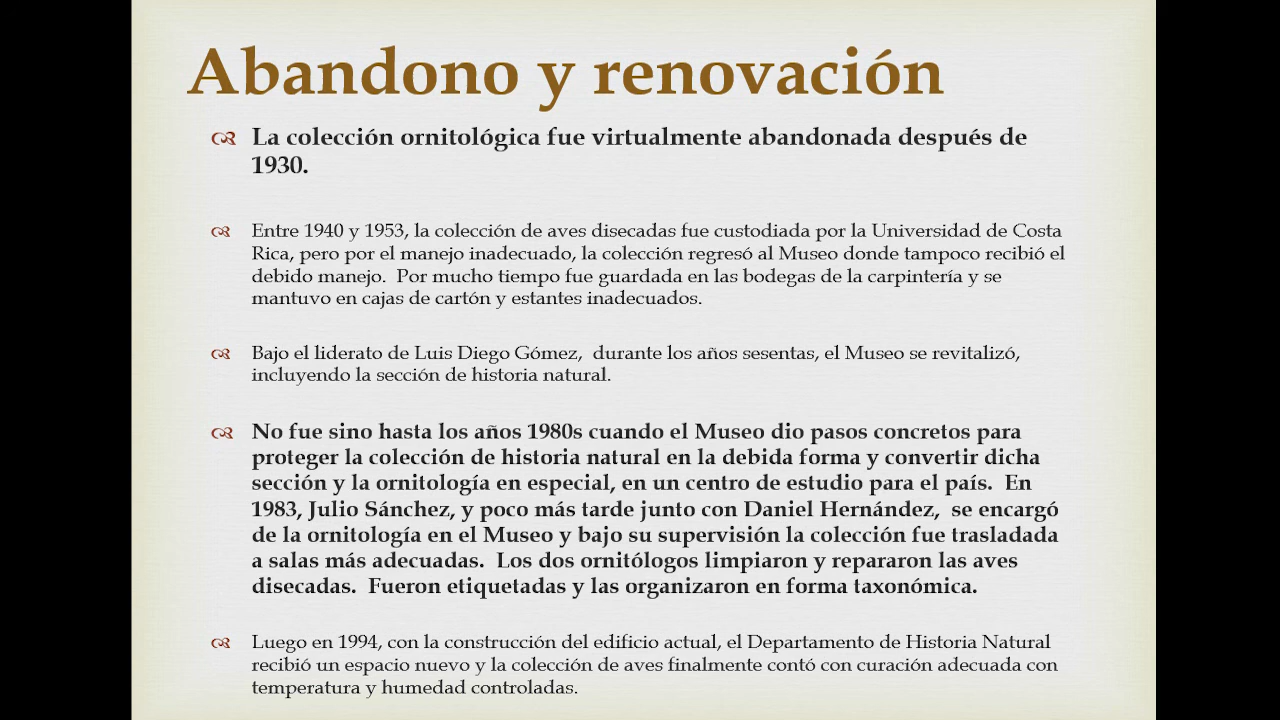 Abandono y renovación
La colección ornitológica fue virtualmente abandonada después de
1930.
Entre 1940 y 1953, la colección de aves disecadas fue custodiada por la Universidad de Costa
Rica, pero por el manejo inadecuado, la colección regresó al Museo donde tampoco recibió el
debido manejo.  Por mucho tiempo fue guardada en las bodegas de la carpintería y se
mantuvo en cajas de cartón y estantes inadecuados.
Bajo el liderato de Luis Diego Gómez,  durante los años sesentas, el Museo se revitalizó,
incluyendo la sección de historia natural.
No fue sino hasta los años 1980s cuando el Museo dio pasos concretos para
proteger la colección de historia natural en la debida forma y convertir dicha
sección y la ornitología en especial, en un centro de estudio para el país.  En
1983, Julio Sánchez, y poco más tarde junto con Daniel Hernández,  se encargó
de la ornitología en el Museo y bajo su supervisión la colección fue trasladada
a salas más adecuadas.  Los dos ornitólogos limpiaron y repararon las aves
disecadas.  Fueron etiquetadas y las organizaron en forma taxonómica.
Luego en 1994, con la construcción del edificio actual, el Departamento de Historia Natural
recibió un espacio nuevo y la colección de aves finalmente contó con curación adecuada con
temperatura y humedad controladas.